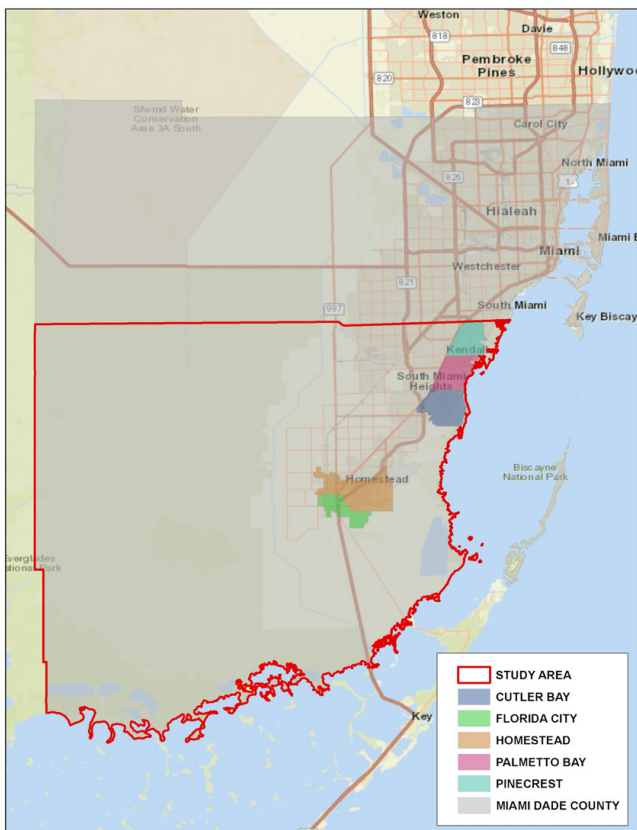 Weston
Davie
818
848
Pembroke
Pines
820
Hollywo
823
Sfwmd Water
Conservation
Area 3A South
Carol City
North Miami
826
1
Hialeah
Miami
Miami B
Westchester
821
997
South Miami
Key Biscay
Kendall
South Miami
Heights
Biscayne
National Park
Homestead
Everglades
National Park
Key
STUDY AREA
CUTLER BAY
FLORIDA CITY
HOMESTEAD
PALMETTO BAY
PINECREST
MIAMI DADE COUNTY